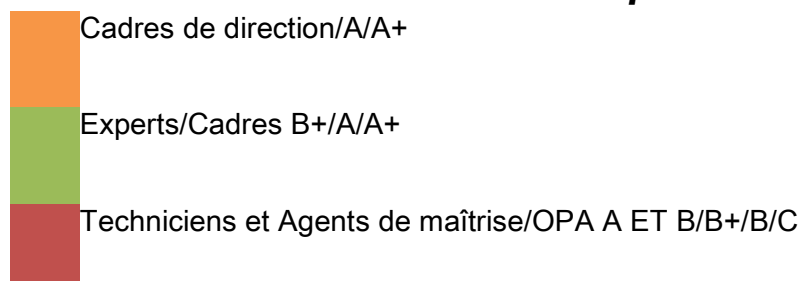 Cadres de direction/A/A+
Experts/Cadres B+/A/A+
Techniciens et Agents de maîtrise/OPA A ET B/B+/B/C